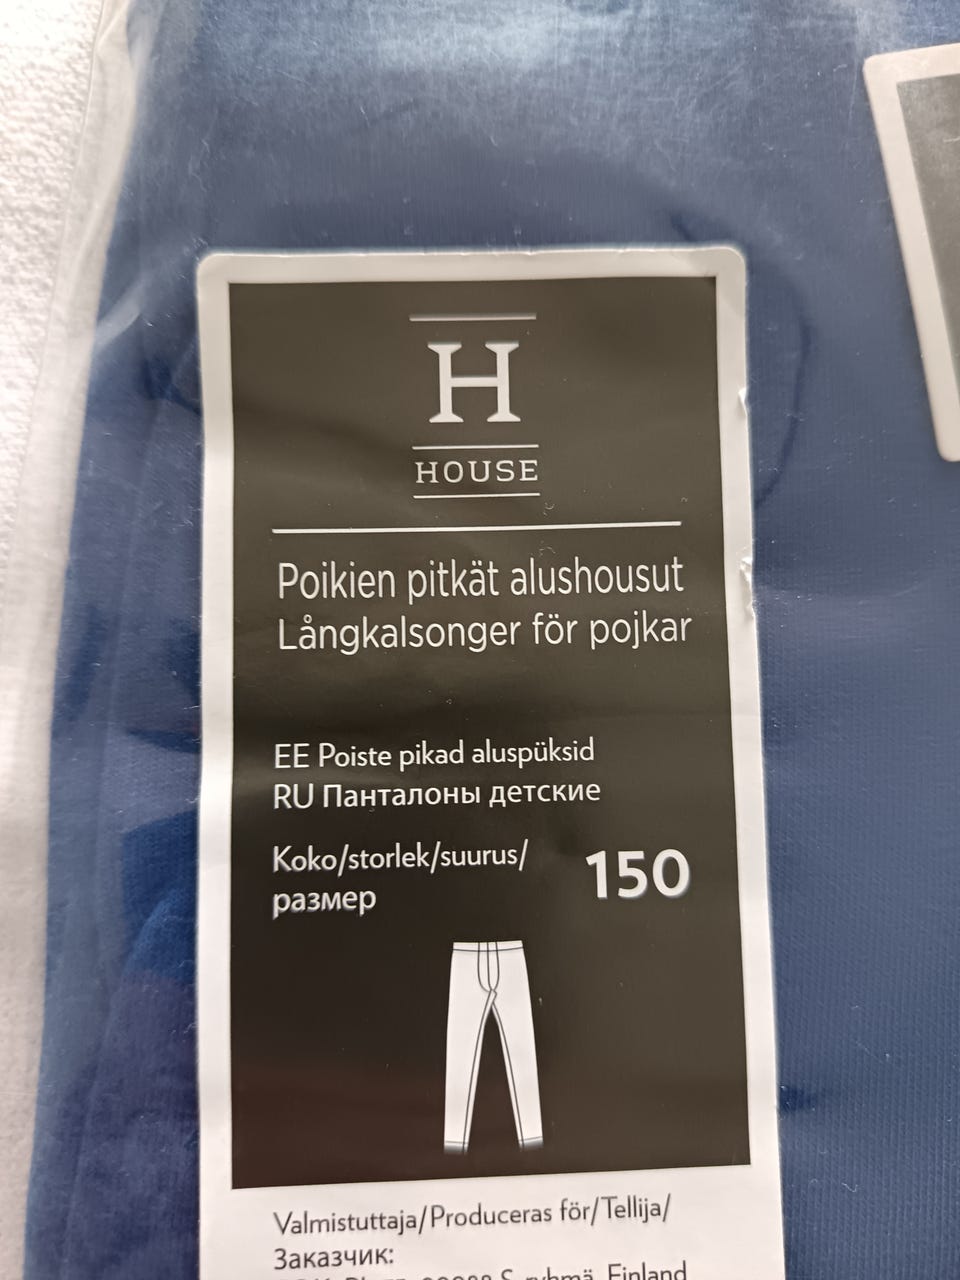 H
HOUSE
Poikien pitkät alushousut
Långkalsonger för pojkar
EE Poiste pikad aluspüksid
RU Панталоны детские
Koko/storlek/suurus/ 150
размер
Valmistuttaja/Produceras för/Tellija/
Заказчик:
Finland